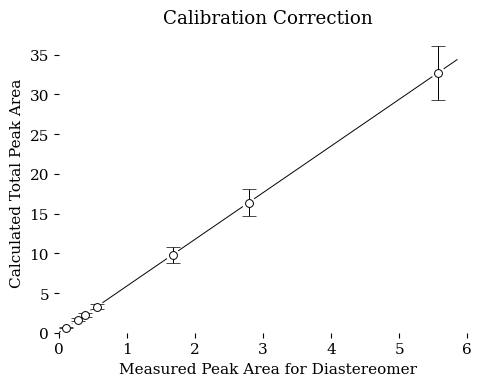 Calibration Correction
Calculated Total Peak Area
35
30
25
20
15
10
5
0
0 1 2 3 4 5 6
Measured Peak Area for Diastereomer